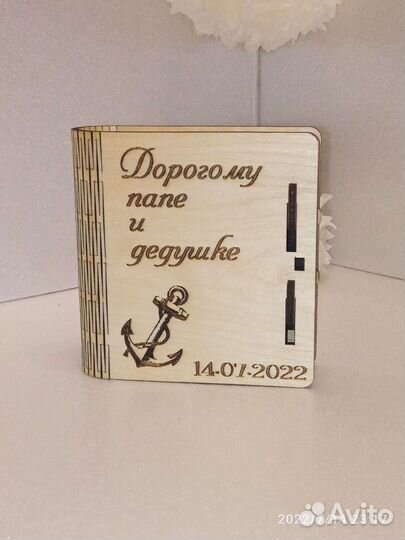 Дорогому
папе
и
дедушке
14-07-2022
Avito